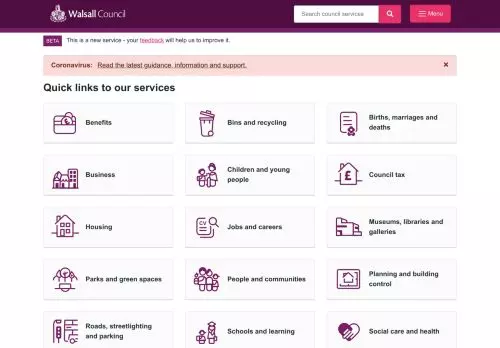 Walsall Council
Search council services
Menu
BETA
This is a new service - your feedback will help us to improve it.
Coronavirus: Read the latest guidance, information and support.
×
Quick links to our services
Benefits
Bins and recycling
Births, marriages and
deaths
Business
Children and young
people
Council tax
Housing
CV
Jobs and careers
Museums, libraries and
galleries
Parks and green spaces
People and communities
Planning and building
control
Roads, streetlighting
and parking
Schools and learning
Social care and health